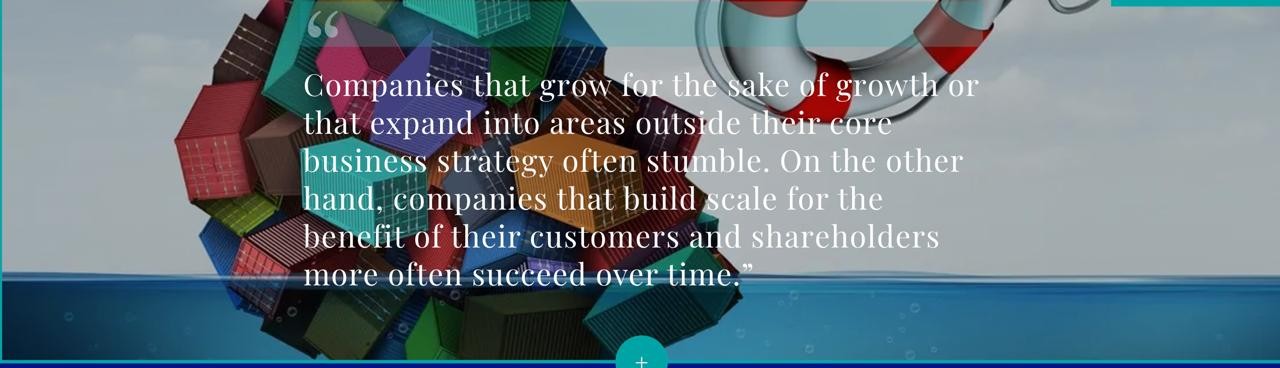 “
Companies that grow for the sake of growth or
that expand into areas outside their core
business strategy often stumble. On the other
hand, companies that build scale for the
benefit of their customers and shareholders
more often succeed over time.”
+